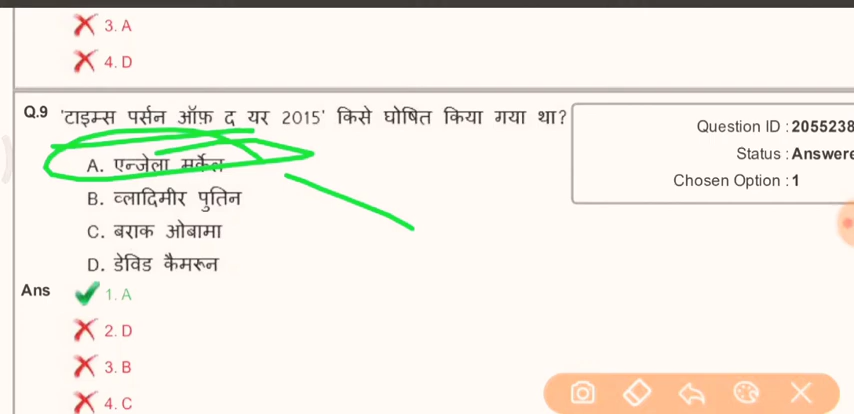 3. A
4. D
Q.9 'टाइम्स पर्सन ऑफ़ द यर 2015' किसे घोषित किया गया था?
A. एन्जेला मर्केल
B. व्लादिमीर पुतिन
C. बराक ओबामा
D. डेविड कैमरून
Ans 1. A
2. D
3. B
4. C
Question ID : 2055238
Status : Answere
Chosen Option : 1